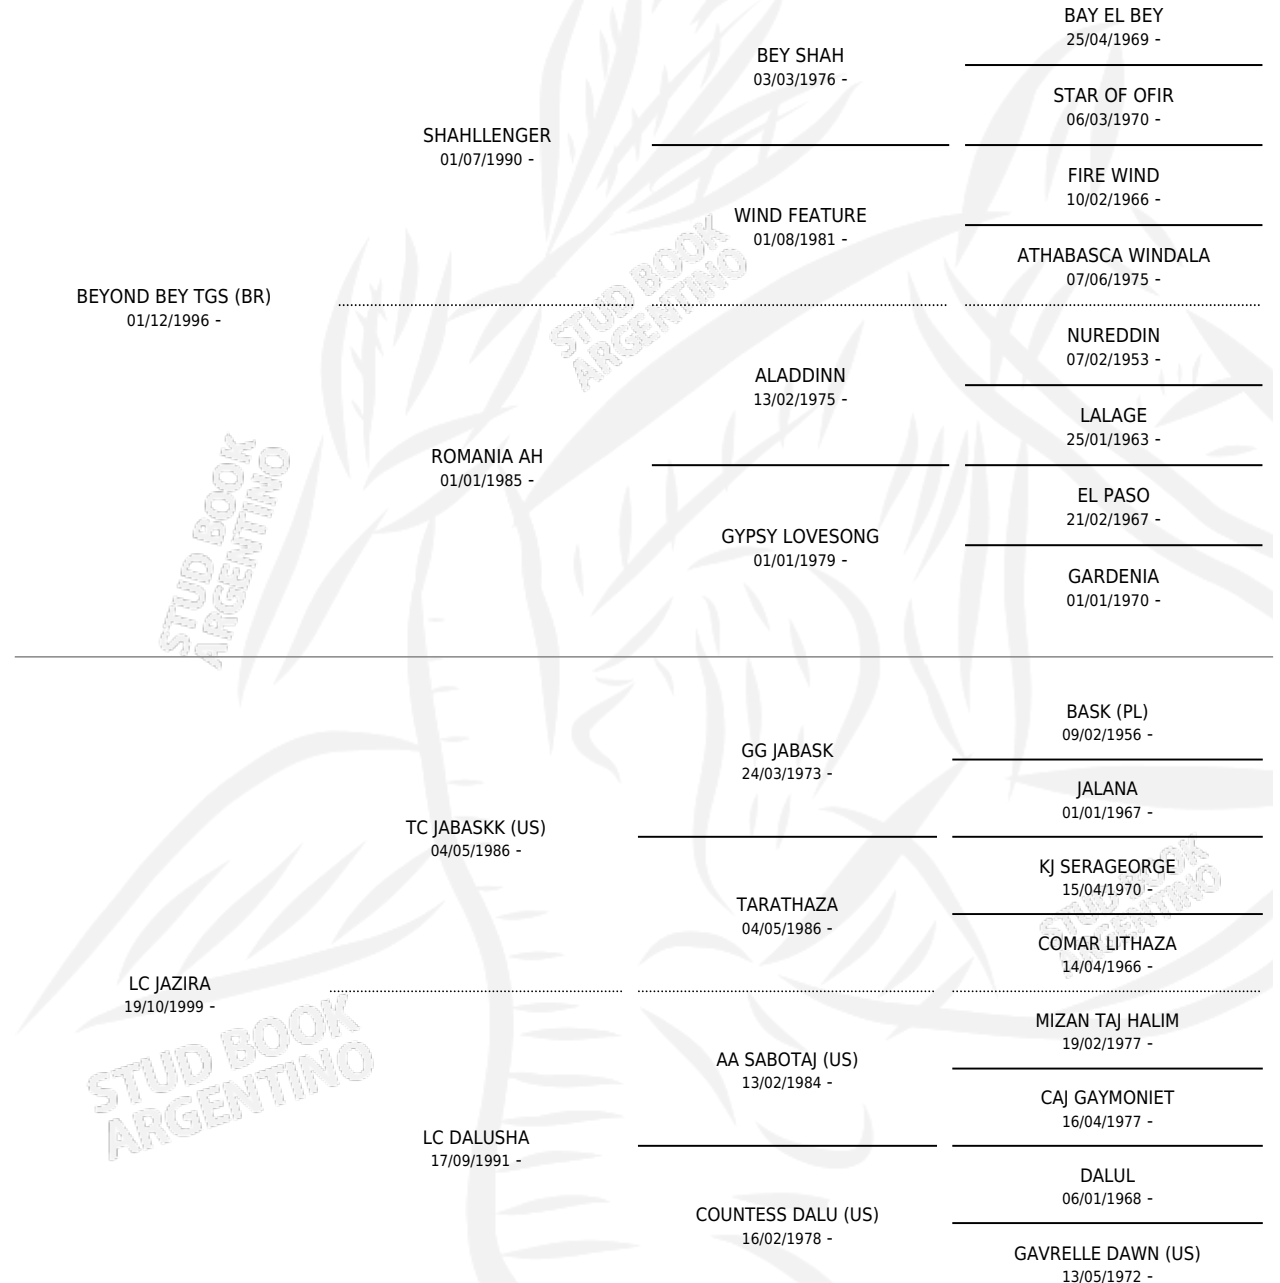 BAY EL BEY
25/04/1969 -
BEY SHAH
03/03/1976 -
STAR OF OFIR
06/03/1970 -
SHAHLLENGER
01/07/1990 -
FIRE WIND
10/02/1966 -
WIND FEATURE
01/08/1981 -
ATHABASCA WINDALA
07/06/1975 -
BEYOND BEY TGS (BR)
01/12/1996 -
NUREDDIN
07/02/1953 -
ALADDINN
13/02/1975 -
LALAGE
25/01/1963 -
ROMANIA AH
01/01/1985 -
EL PASO
21/02/1967 -
GYPSY LOVESONG
01/01/1979 -
GARDENIA
01/01/1970 -
STUD BOOK
ARGENTINO
STUD BOOK
ARGENTINO
BASK (PL)
09/02/1956 -
GG JABASK
24/03/1973 -
JALANA
01/01/1967 -
TC JABASKK (US)
04/05/1986 -
KJ SERAGEORGE
15/04/1970 -
TARATHAZA
04/05/1986 -
COMAR LITHAZA
14/04/1966 -
LC JAZIRA
19/10/1999 -
MIZAN TAJ HALIM
19/02/1977 -
AA SABOTAJ (US)
13/02/1984 -
CAJ GAYMONIET
16/04/1977 -
LC DALUSHA
17/09/1991 -
DALUL
06/01/1968 -
COUNTESS DALU (US)
16/02/1978 -
GAVRELLE DAWN (US)
13/05/1972 -
STUD BOOK
ARGENTINO
STUD BOOK
ARGENTINO